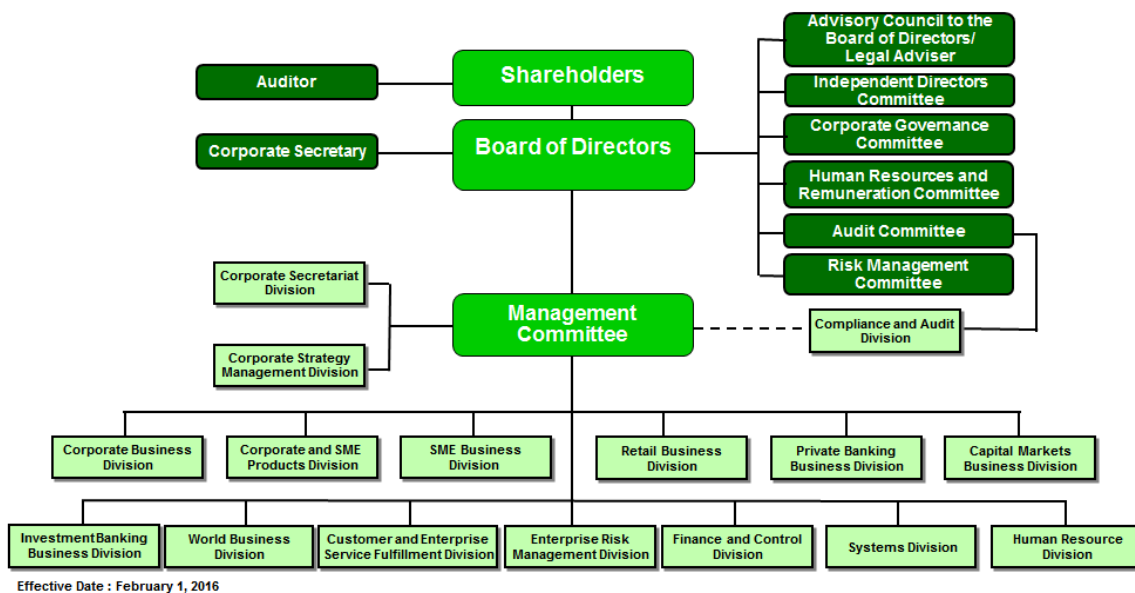 Advisory Council to the
Board of Directors/
Legal Adviser
Shareholders
Auditor
Independent Directors
Committee
Board of Directors
Corporate Secretary
Corporate Governance
Committee
Human Resources and
Remuneration Committee
Audit Committee
Risk Management
Committee
Corporate Secretariat
Division
Management
Committee
Compliance and Audit
Division
Corporate Strategy
Management Division
Corporate Business
Division
Corporate and SME
Products Division
SME Business
Division
Retail Business
Division
Private Banking
Business Division
Capital Markets
Business Division
Investment Banking
Business Division
World Business
Division
Customer and Enterprise
Service Fulfillment Division
Enterprise Risk
Management Division
Finance and Control
Division
Systems Division
Human Resource
Division
Effective Date : February 1, 2016